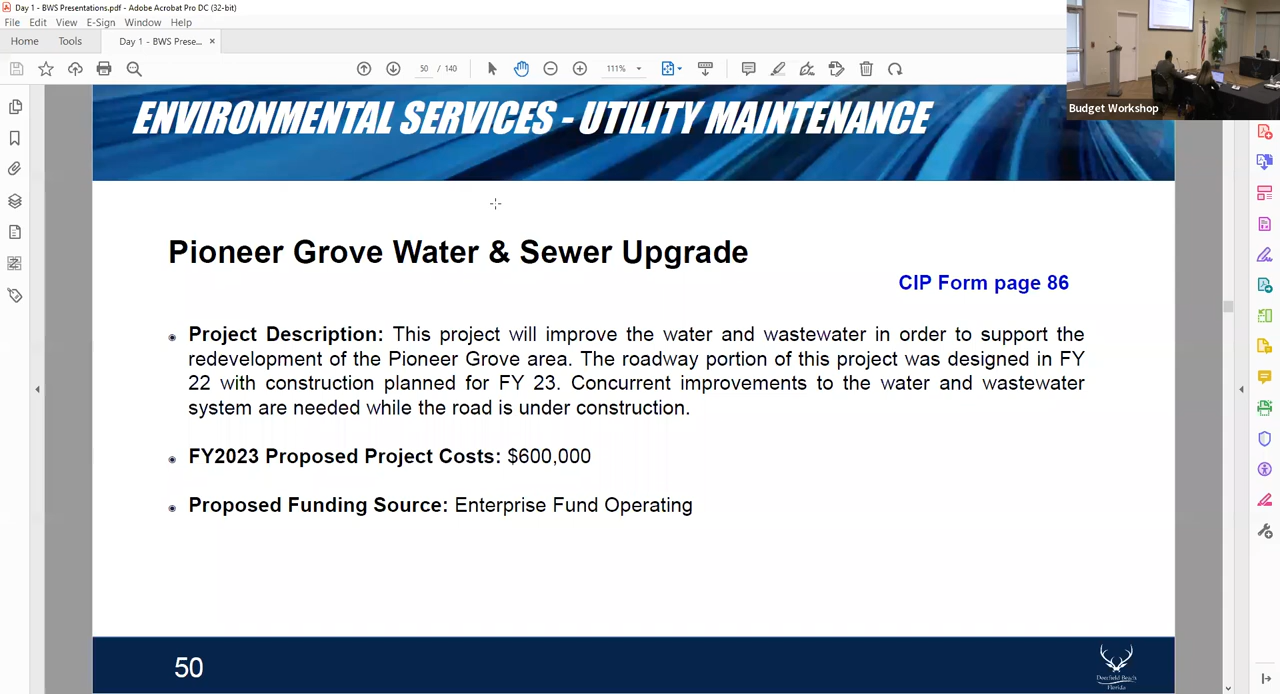 Day 1 - BWS Presentations.pdf - Adobe Acrobat Pro DC (32-bit)
File Edit View E-Sign Window Help
Home Tools Day 1 - BWS Prese... ×
50 / 140 111%
Budget Workshop
ENVIRONMENTAL SERVICES - UTILITY MAINTENANCE
Pioneer Grove Water & Sewer Upgrade
CIP Form page 86
Project Description: This project will improve the water and wastewater in order to support the
redevelopment of the Pioneer Grove area. The roadway portion of this project was designed in FY
22 with construction planned for FY 23. Concurrent improvements to the water and wastewater
system are needed while the road is under construction.
FY2023 Proposed Project Costs: $600,000
Proposed Funding Source: Enterprise Fund Operating
50
Deerfield Beach
Florida